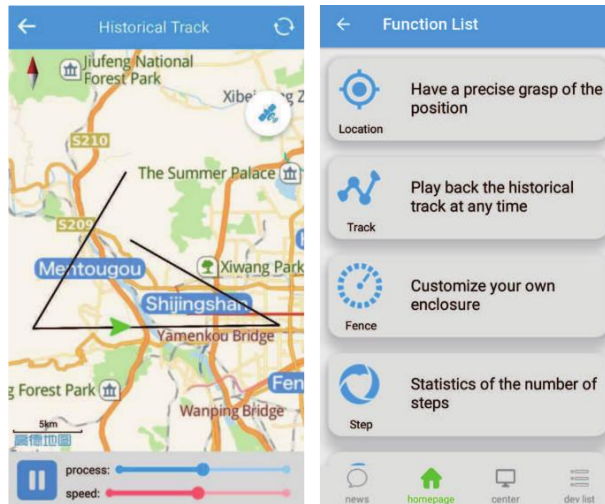 Historical Track
Jiufeng National
Forest Park
S210
The Summer Palace
S209
Mentougou
Xiwang Park
Shijingshan
Yamenkou Bridge
Forest Park
Fen
Wanping Bridge
5km
高德地图
process:
speed:
Function List
Have a precise grasp of the
position
Location
Play back the historical
track at any time
Track
Customize your own
enclosure
Fence
Statistics of the number of
steps
Step
news
homepage
center
dev list